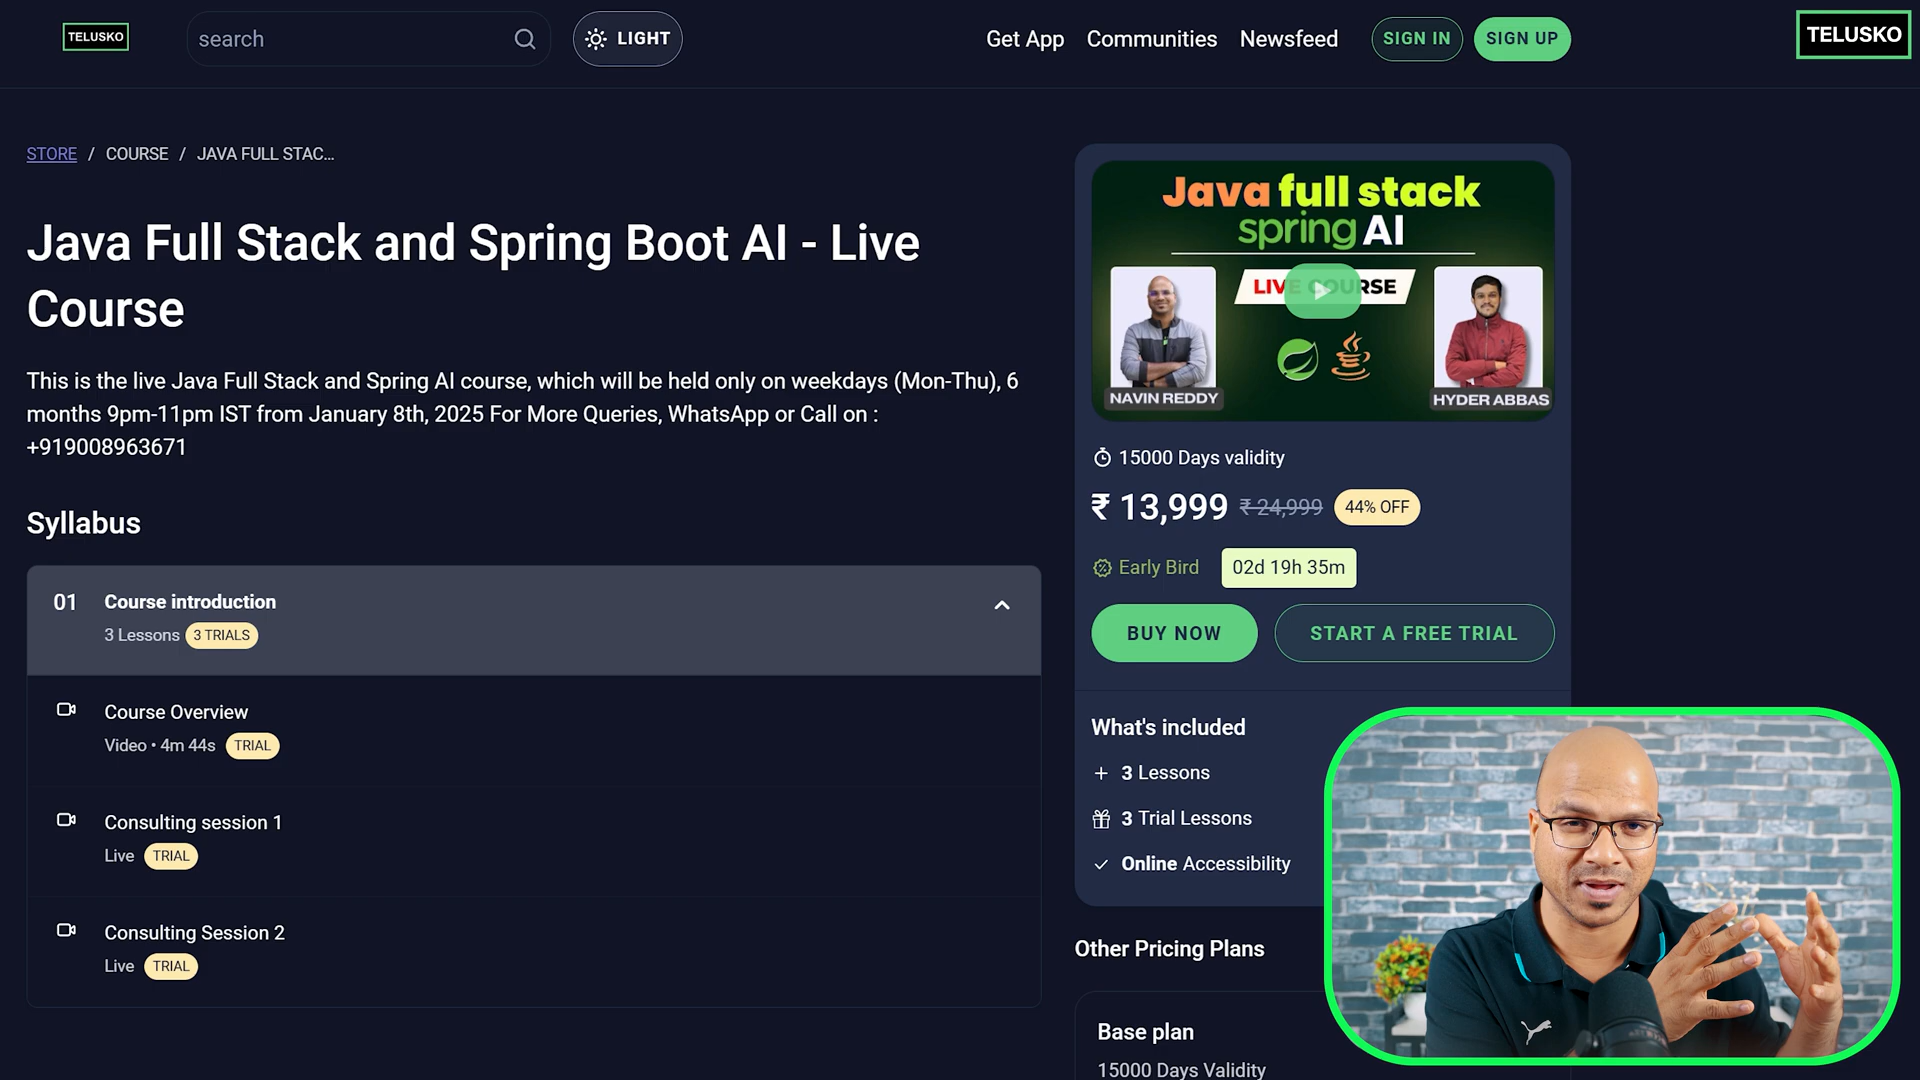 TELUSKO
search
LIGHT
Get App
Communities
Newsfeed
SIGN IN
SIGN UP
TELUSKO
STORE / COURSE / JAVA FULL STAC...
Java Full Stack and Spring Boot AI - Live
Course
This is the live Java Full Stack and Spring AI course, which will be held only on weekdays (Mon-Thu), 6
months 9pm-11pm IST from January 8th, 2025 For More Queries, WhatsApp or Call on :
+919008963671
Syllabus
01 Course introduction
3 Lessons 3 TRIALS
Course Overview
Video • 4m 44s TRIAL
Consulting session 1
Live TRIAL
Consulting Session 2
Live TRIAL
Java full stack
spring AI
LIVE COURSE
NAVIN REDDY
HYDER ABBAS
15000 Days validity
₹ 13,999 ₹ 24,999 44% OFF
Early Bird 02d 19h 35m
BUY NOW
START A FREE TRIAL
What's included
3 Lessons
3 Trial Lessons
Online Accessibility
Other Pricing Plans
Base plan
15000 Days Validity